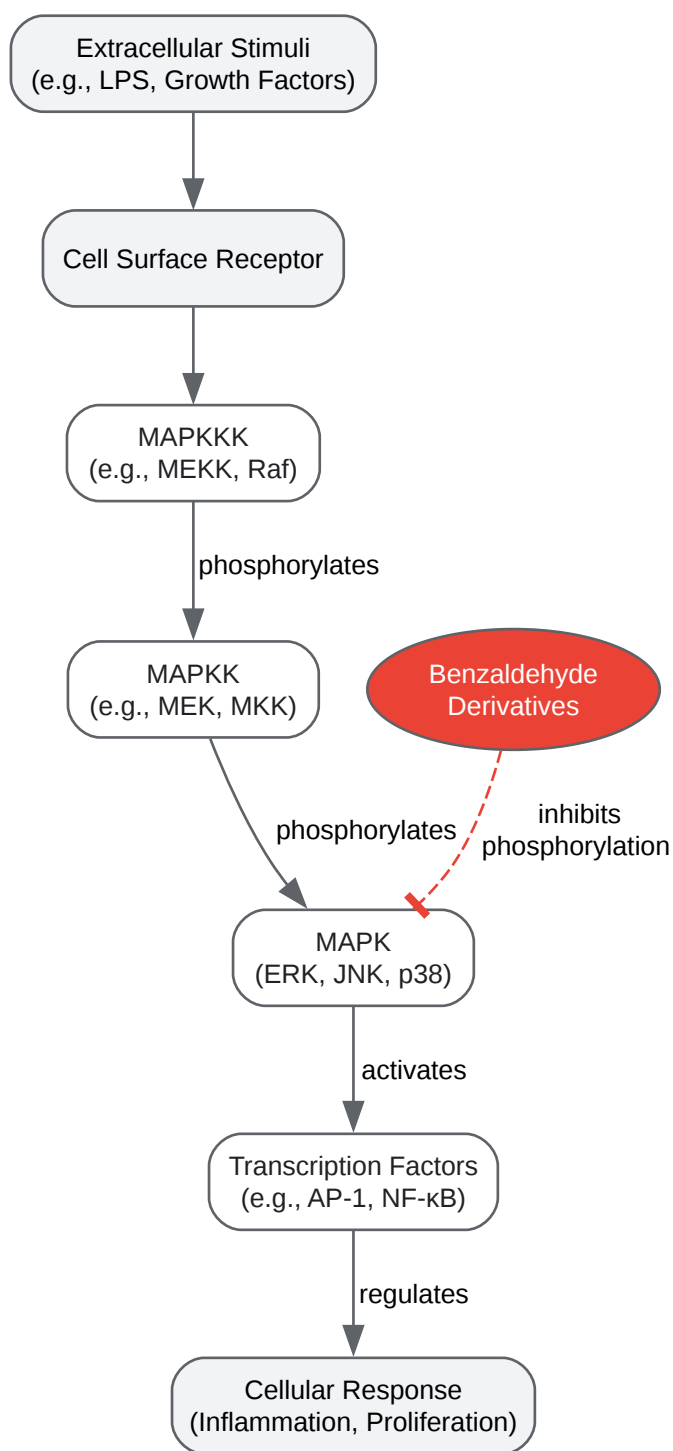 Extracellular Stimuli
(e.g., LPS, Growth Factors)
Cell Surface Receptor
MAPKKK
(e.g., MEKK, Raf)
phosphorylates
MAPKK
(e.g., MEK, MKK)
Benzaldehyde
Derivatives
phosphorylates
inhibits
phosphorylation
MAPK
(ERK, JNK, p38)
activates
Transcription Factors
(e.g., AP-1, NF-κB)
regulates
Cellular Response
(Inflammation, Proliferation)